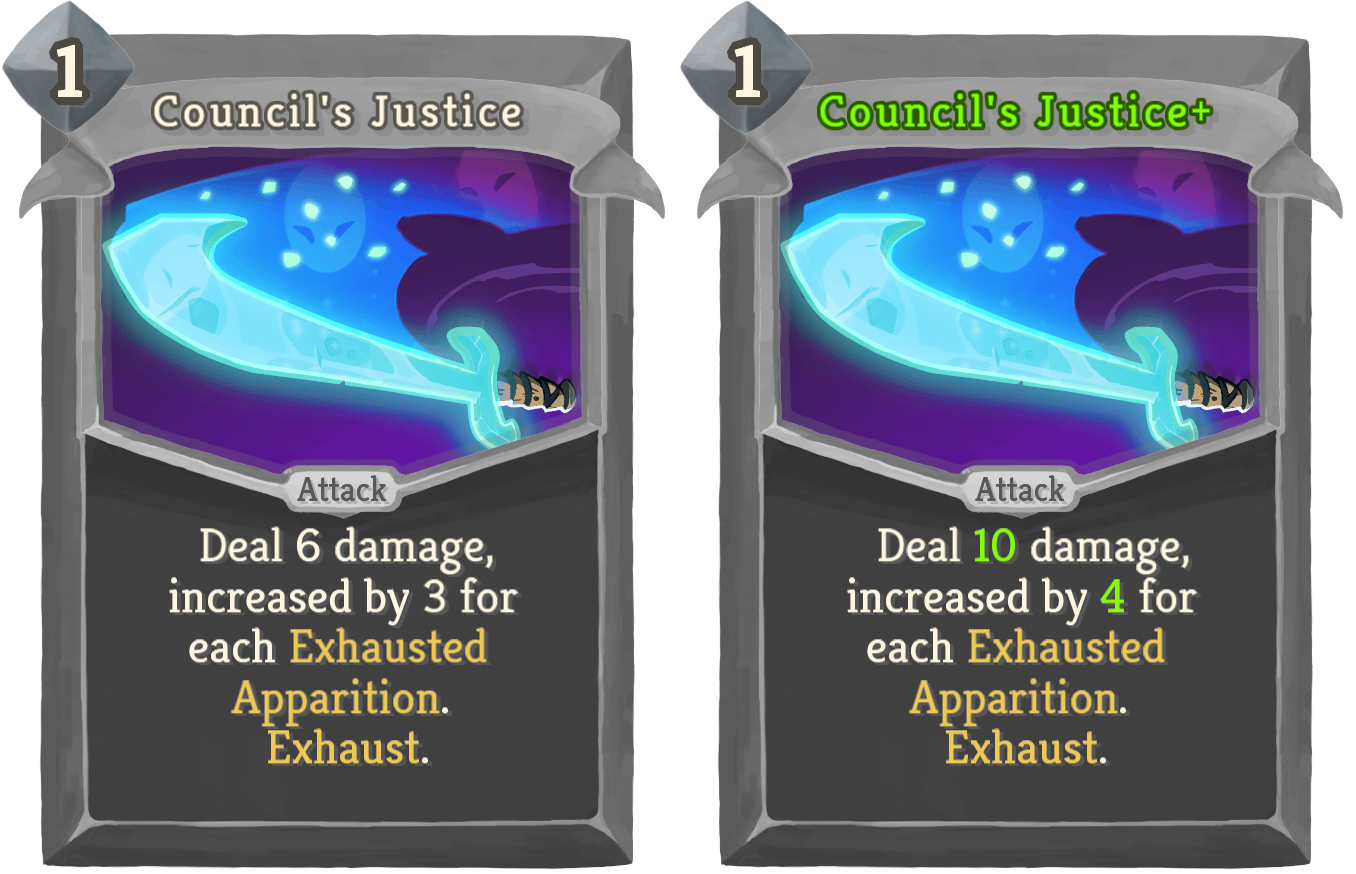 1
Council's Justice
Attack
Deal 6 damage,
increased by 3 for
each Exhausted
Apparition.
Exhaust.
1
Council's Justice+
Attack
Deal 10 damage,
increased by 4 for
each Exhausted
Apparition.
Exhaust.